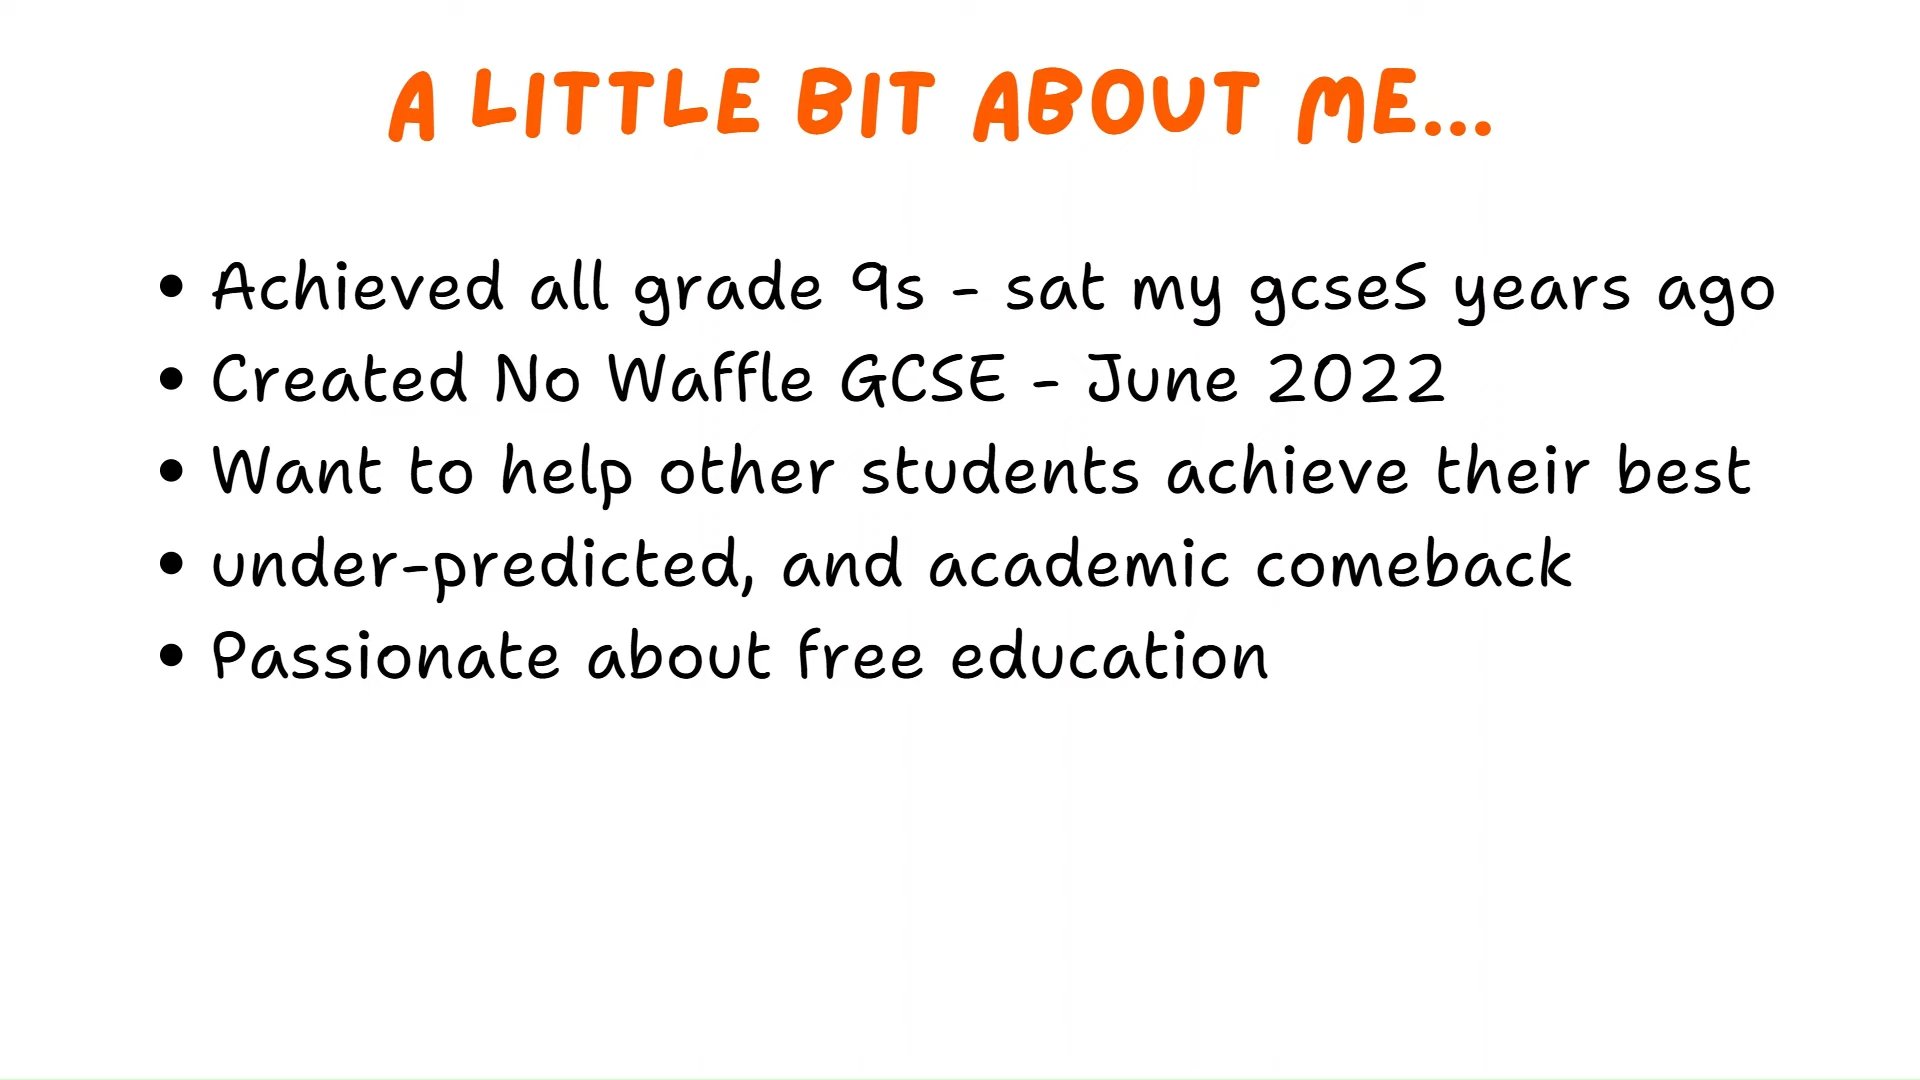 A LITTLE BIT ABOUT ME...
• Achieved all grade 9s - sat my gcseS years ago
• Created No Waffle GCSE - June 2022
• Want to help other students achieve their best
• under-predicted, and academic comeback
• Passionate about free education